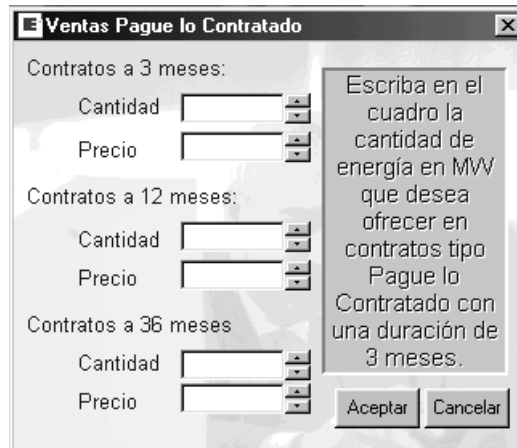 Ventas Pague lo Contratado
Contratos a 3 meses:
Cantidad
Precio
Contratos a 12 meses:
Cantidad
Precio
Contratos a 36 meses
Cantidad
Precio
Escriba en el
cuadro la
cantidad de
energía en MW
que desea
ofrecer en
contratos tipo
Pague lo
Contratado con
una duración de
3 meses.
Aceptar
Cancelar